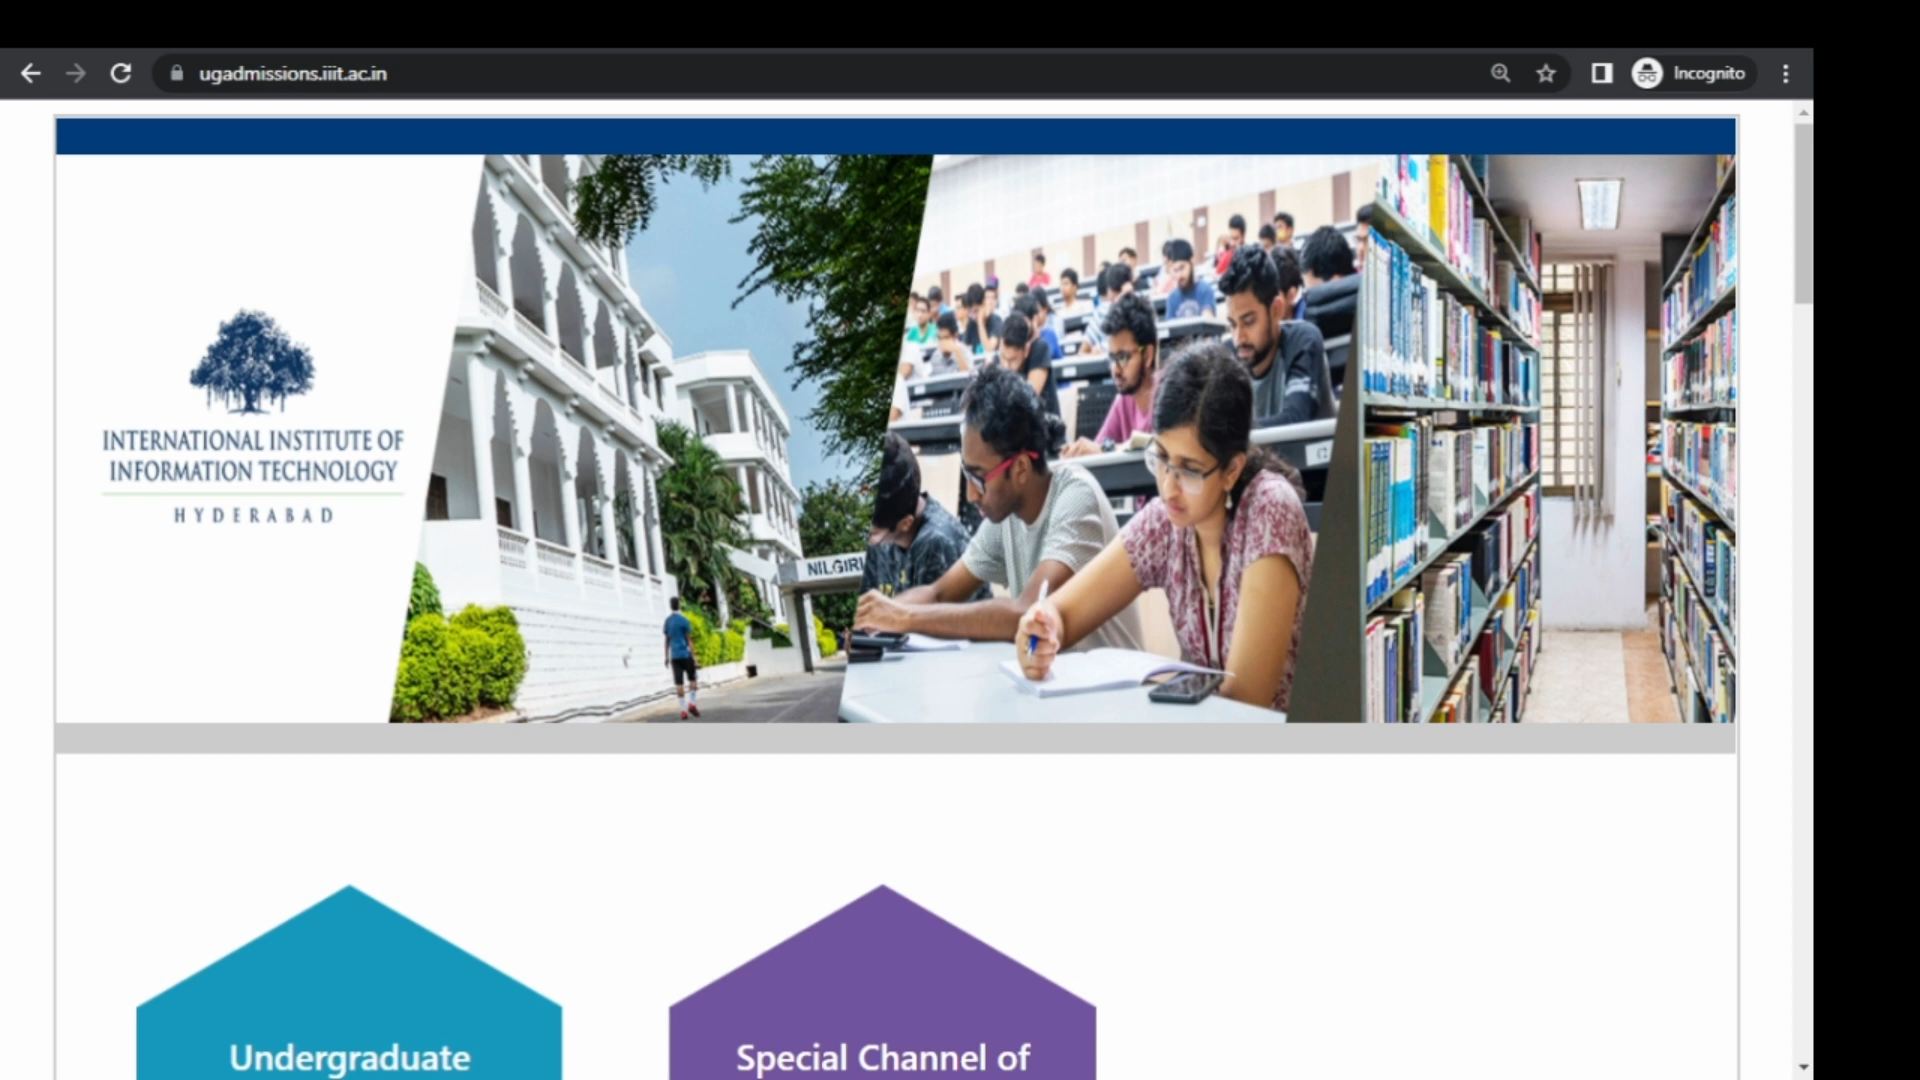 ugadmissions.iiit.ac.in
Incognito
INTERNATIONAL INSTITUTE OF
INFORMATION TECHNOLOGY
HYDERABAD
NILGIRI
Undergraduate
Special Channel of